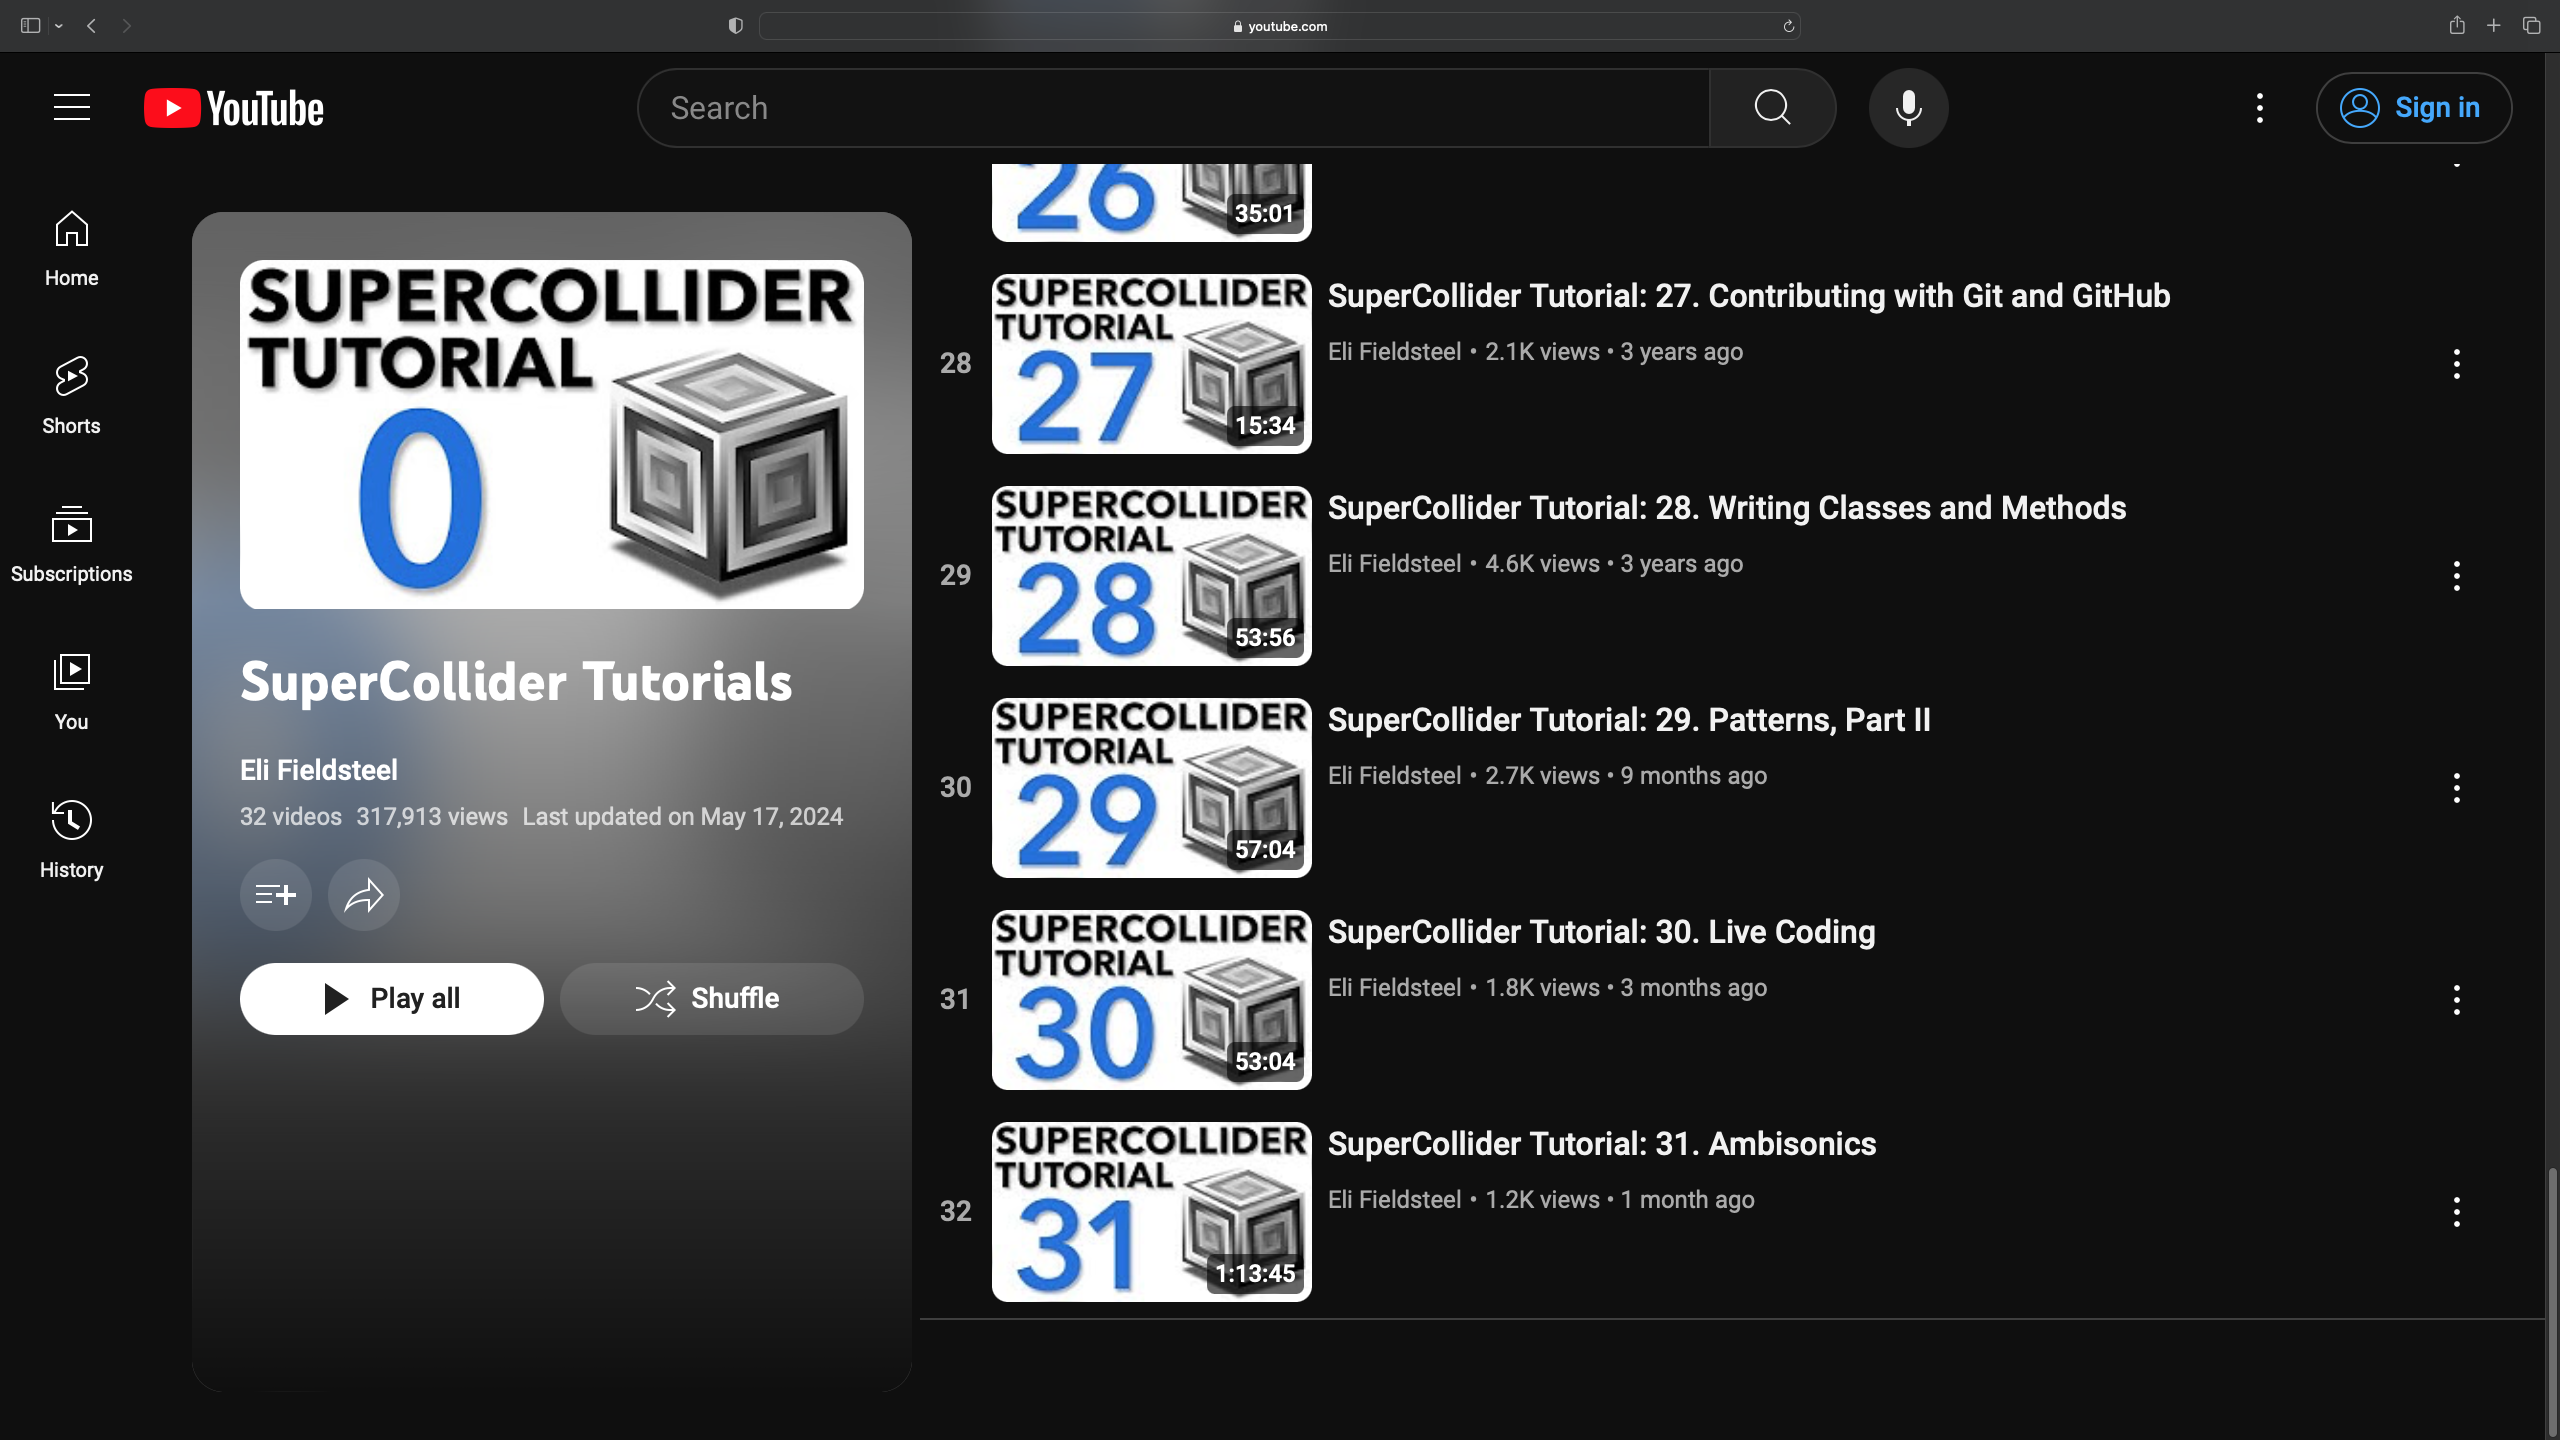 youtube.com
YouTube
Search
Sign in
Home
Shorts
Subscriptions
You
History
SUPERCOLLIDER
TUTORIAL
0
SuperCollider Tutorials
Eli Fieldsteel
32 videos 317,913 views Last updated on May 17, 2024
Play all
Shuffle
26
35:01
28
SUPERCOLLIDER
TUTORIAL
27
15:34
SuperCollider Tutorial: 27. Contributing with Git and GitHub
Eli Fieldsteel • 2.1K views • 3 years ago
29
SUPERCOLLIDER
TUTORIAL
28
53:56
SuperCollider Tutorial: 28. Writing Classes and Methods
Eli Fieldsteel • 4.6K views • 3 years ago
30
SUPERCOLLIDER
TUTORIAL
29
57:04
SuperCollider Tutorial: 29. Patterns, Part II
Eli Fieldsteel • 2.7K views • 9 months ago
31
SUPERCOLLIDER
TUTORIAL
30
53:04
SuperCollider Tutorial: 30. Live Coding
Eli Fieldsteel • 1.8K views • 3 months ago
32
SUPERCOLLIDER
TUTORIAL
31
1:13:45
SuperCollider Tutorial: 31. Ambisonics
Eli Fieldsteel • 1.2K views • 1 month ago